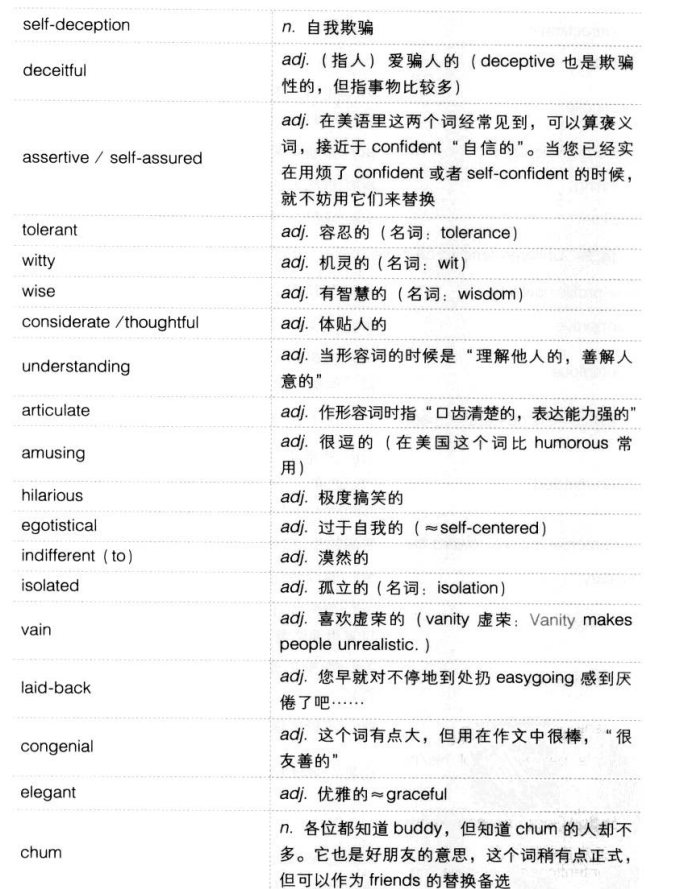 self-deception
n. 自我欺骗
deceitful
adj.（指人）爱骗人的（deceptive 也是欺骗
性的，但指事物比较多）
assertive / self-assured
adj. 在美语里这两个词经常见到，可以算褒义
词，接近于 confident “自信的”。当您已经实
在用烦了 confident 或者 self-confident 的时候，
就不妨用它们来替换
tolerant
adj. 容忍的（名词：tolerance）
witty
adj. 机灵的（名词：wit）
wise
adj. 有智慧的（名词：wisdom）
considerate /thoughtful
adj. 体贴人的
understanding
adj. 当形容词的时候是“理解他人的，善解人
意的”
articulate
adj. 作形容词时指“口齿清楚的，表达能力强的”
amusing
adj. 很逗的（在美国这个词比 humorous 常
用）
hilarious
adj. 极度搞笑的
egotistical
adj. 过于自我的（≈self-centered）
indifferent（to）
adj. 漠然的
isolated
adj. 孤立的（名词：isolation）
vain
adj. 喜欢虚荣的（vanity 虚荣：Vanity makes
people unrealistic.）
laid-back
adj. 您早就对不停地到处扔 easygoing 感到厌
倦了吧……
congenial
adj. 这个词有点大，但用在作文中很棒，“很
友善的”
elegant
adj. 优雅的≈graceful
chum
n. 各位都知道 buddy，但知道 chum 的人却不
多。它也是好朋友的意思，这个词稍有点正式，
但可以作为 friends 的替换备选